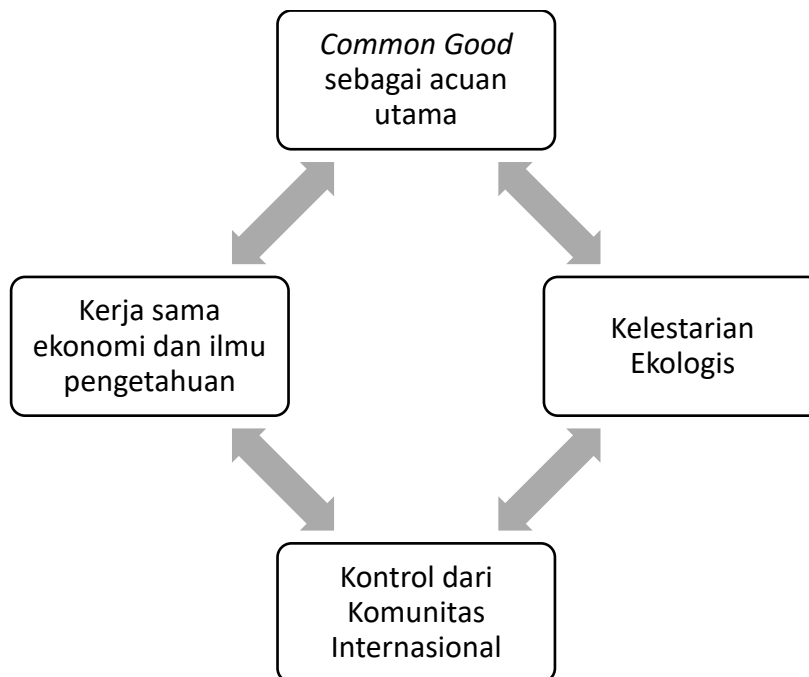 Common Good
sebagai acuan
utama
Kerja sama
ekonomi dan ilmu
pengetahuan
Kelestarian
Ekologis
Kontrol dari
Komunitas
Internasional